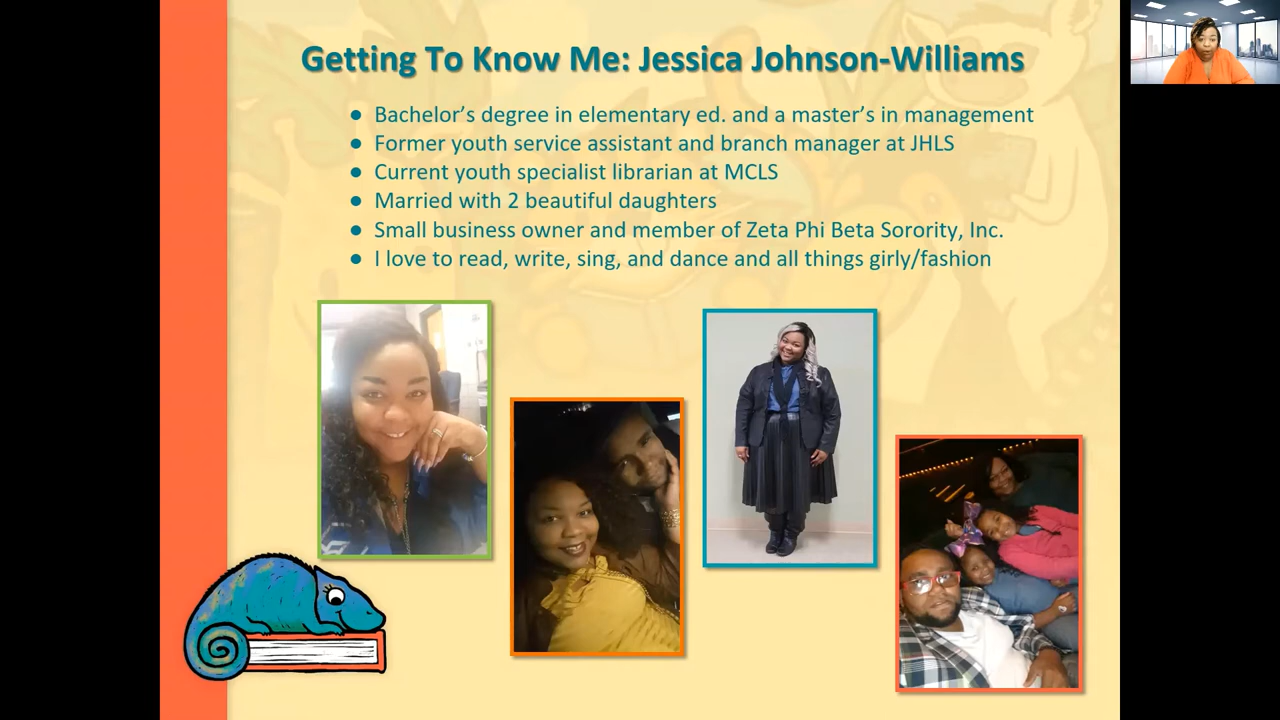 Getting To Know Me: Jessica Johnson-Williams
● Bachelor’s degree in elementary ed. and a master’s in management
● Former youth service assistant and branch manager at JHLS
● Current youth specialist librarian at MCLS
● Married with 2 beautiful daughters
● Small business owner and member of Zeta Phi Beta Sorority, Inc.
● I love to read, write, sing, and dance and all things girly/fashion